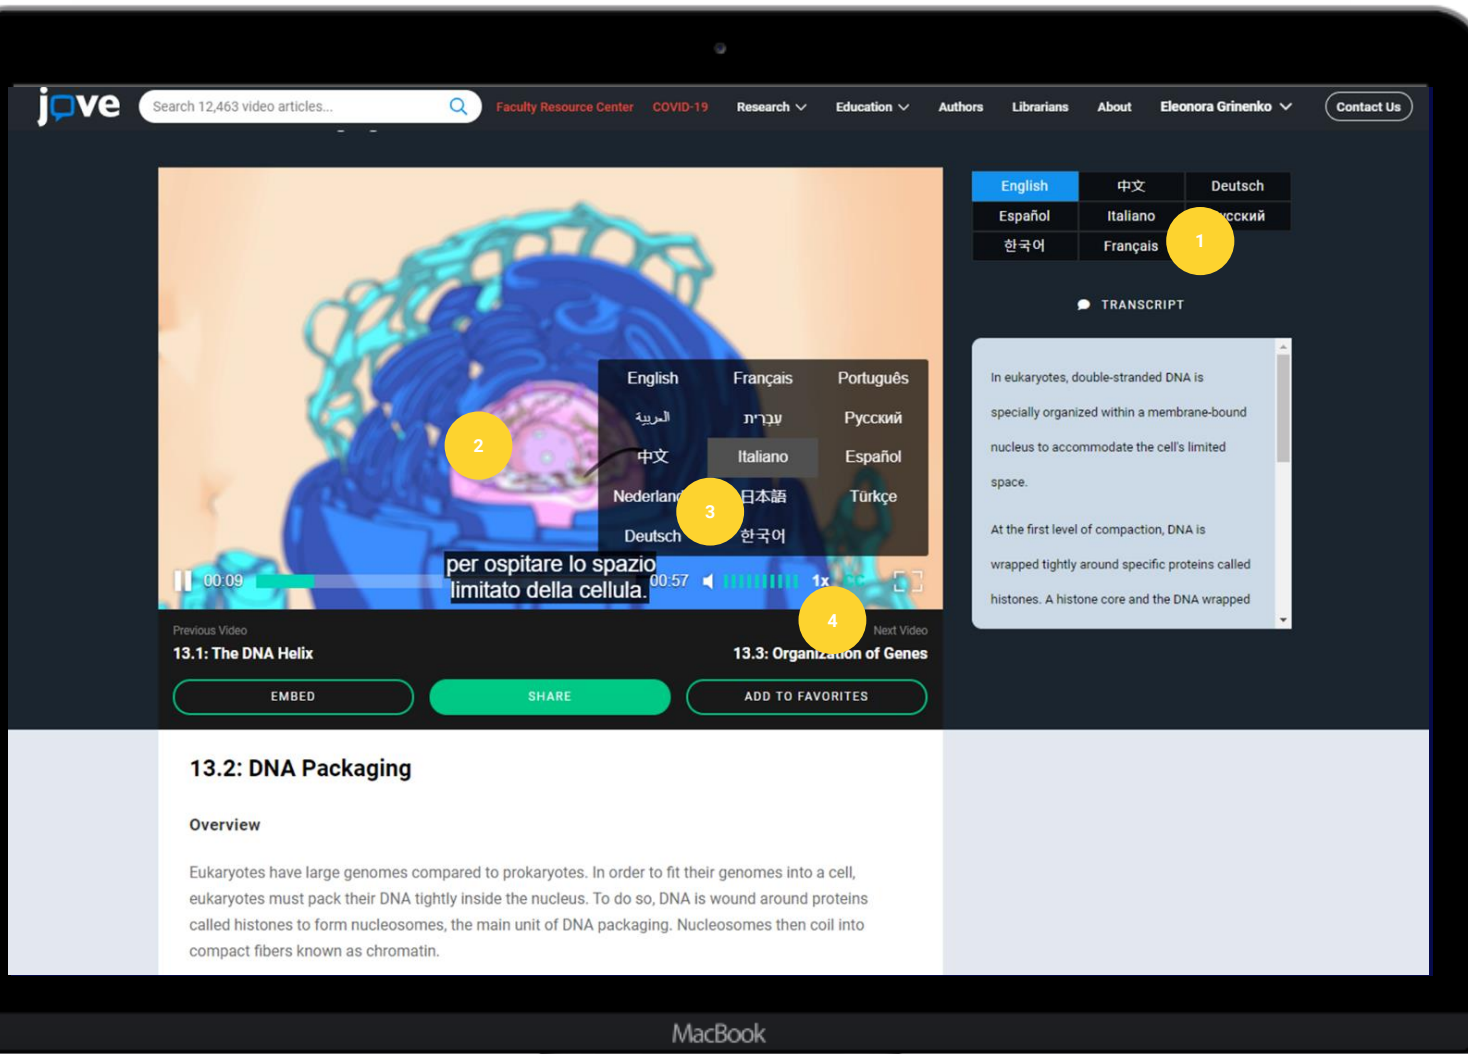 jove
Search 12,463 video articles...
Faculty Resource Center
COVID-19
Research
Education
Authors
Librarians
About
Eleonora Grinenko
Contact Us
English
中文
Deutsch
Español
Italiano
усский
한국어
Français
1
TRANSCRIPT
In eukaryotes, double-stranded DNA is
specially organized within a membrane-bound
nucleus to accommodate the cell's limited
space.
At the first level of compaction, DNA is
wrapped tightly around specific proteins called
histones. A histone core and the DNA wrapped
English
Français
Português
العربية
עִבְרִית
Русский
2
中文
Italiano
Español
Nederland
3
日本語
Türkçe
Deutsch
한국어
per ospitare lo spazio
limitato della cellula.
00:09
00:57
1x
CC
4
Previous Video
13.1: The DNA Helix
Next Video
13.3: Organization of Genes
EMBED
SHARE
ADD TO FAVORITES
13.2: DNA Packaging
Overview
Eukaryotes have large genomes compared to prokaryotes. In order to fit their genomes into a cell,
eukaryotes must pack their DNA tightly inside the nucleus. To do so, DNA is wound around proteins
called histones to form nucleosomes, the main unit of DNA packaging. Nucleosomes then coil into
compact fibers known as chromatin.
MacBook